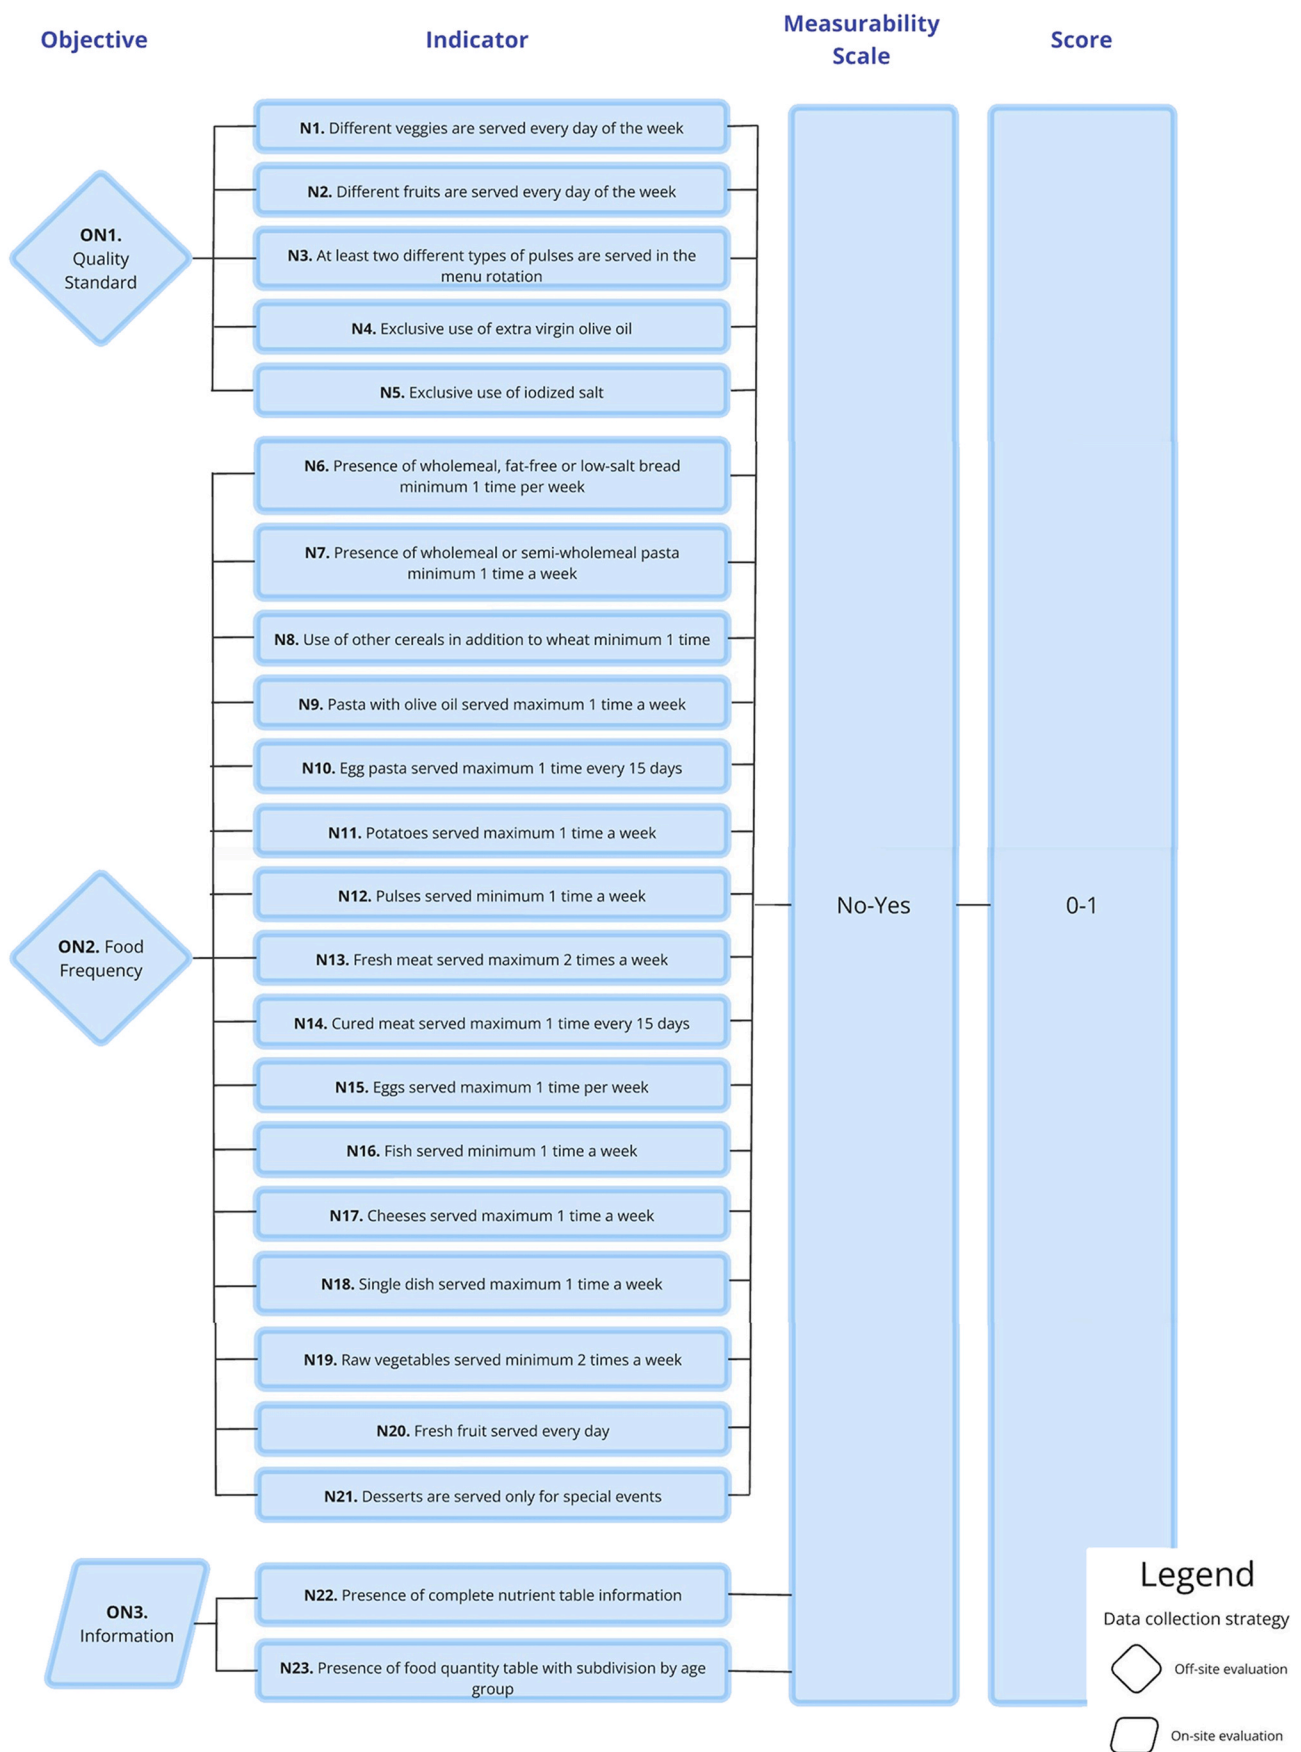 Objective
Indicator
Measurability
Scale
Score
ON1.
Quality
Standard
N1. Different veggies are served every day of the week
N2. Different fruits are served every day of the week
N3. At least two different types of pulses are served in the
menu rotation
N4. Exclusive use of extra virgin olive oil
N5. Exclusive use of iodized salt
ON2. Food
Frequency
N6. Presence of wholemeal, fat-free or low-salt bread
minimum 1 time per week
N7. Presence of wholemeal or semi-wholemeal pasta
minimum 1 time a week
N8. Use of other cereals in addition to wheat minimum 1 time
N9. Pasta with olive oil served maximum 1 time a week
N10. Egg pasta served maximum 1 time every 15 days
N11. Potatoes served maximum 1 time a week
N12. Pulses served minimum 1 time a week
N13. Fresh meat served maximum 2 times a week
N14. Cured meat served maximum 1 time every 15 days
N15. Eggs served maximum 1 time per week
N16. Fish served minimum 1 time a week
N17. Cheeses served maximum 1 time a week
N18. Single dish served maximum 1 time a week
N19. Raw vegetables served minimum 2 times a week
N20. Fresh fruit served every day
N21. Desserts are served only for special events
ON3.
Information
N22. Presence of complete nutrient table information
N23. Presence of food quantity table with subdivision by age
group
No-Yes
0-1
Legend
Data collection strategy
Off-site evaluation
On-site evaluation